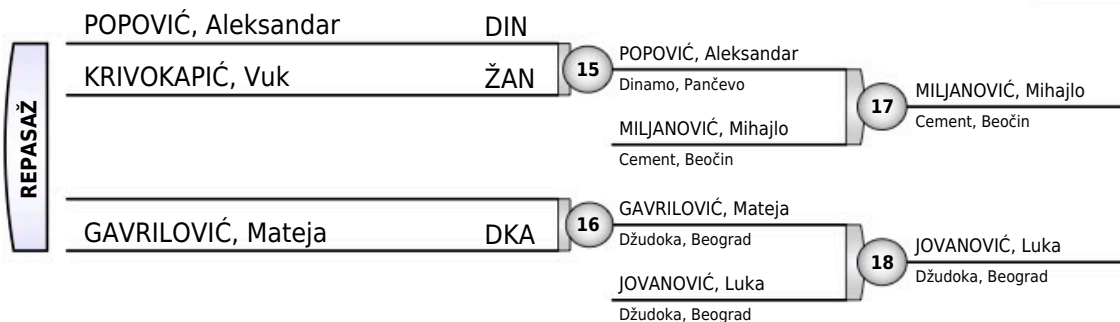 REPASAŽ
POPOVIĆ, Aleksandar DIN
KRIVOKAPIĆ, Vuk ŽAN
15
POPOVIĆ, Aleksandar
Dinamo, Pančevo
MILJANOVIĆ, Mihajlo
Cement, Beočin
17
MILJANOVIĆ, Mihajlo
Cement, Beočin
GAVRILOVIĆ, Mateja DKA
16
GAVRILOVIĆ, Mateja
Džudoka, Beograd
JOVANOVIĆ, Luka
Džudoka, Beograd
18
JOVANOVIĆ, Luka
Džudoka, Beograd